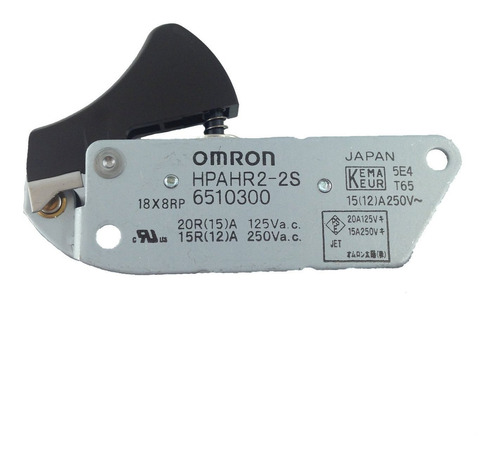 OMRON
JAPAN
HPAHR2-2S
KEMA
KEUR
5E4
T65
18X8RP
6510300
15(12)A250V~
20R(15)A 125Va.c.
15R(12)A 250Va.c.
20A125V
15A250V
JET
オムロン太陽(株)